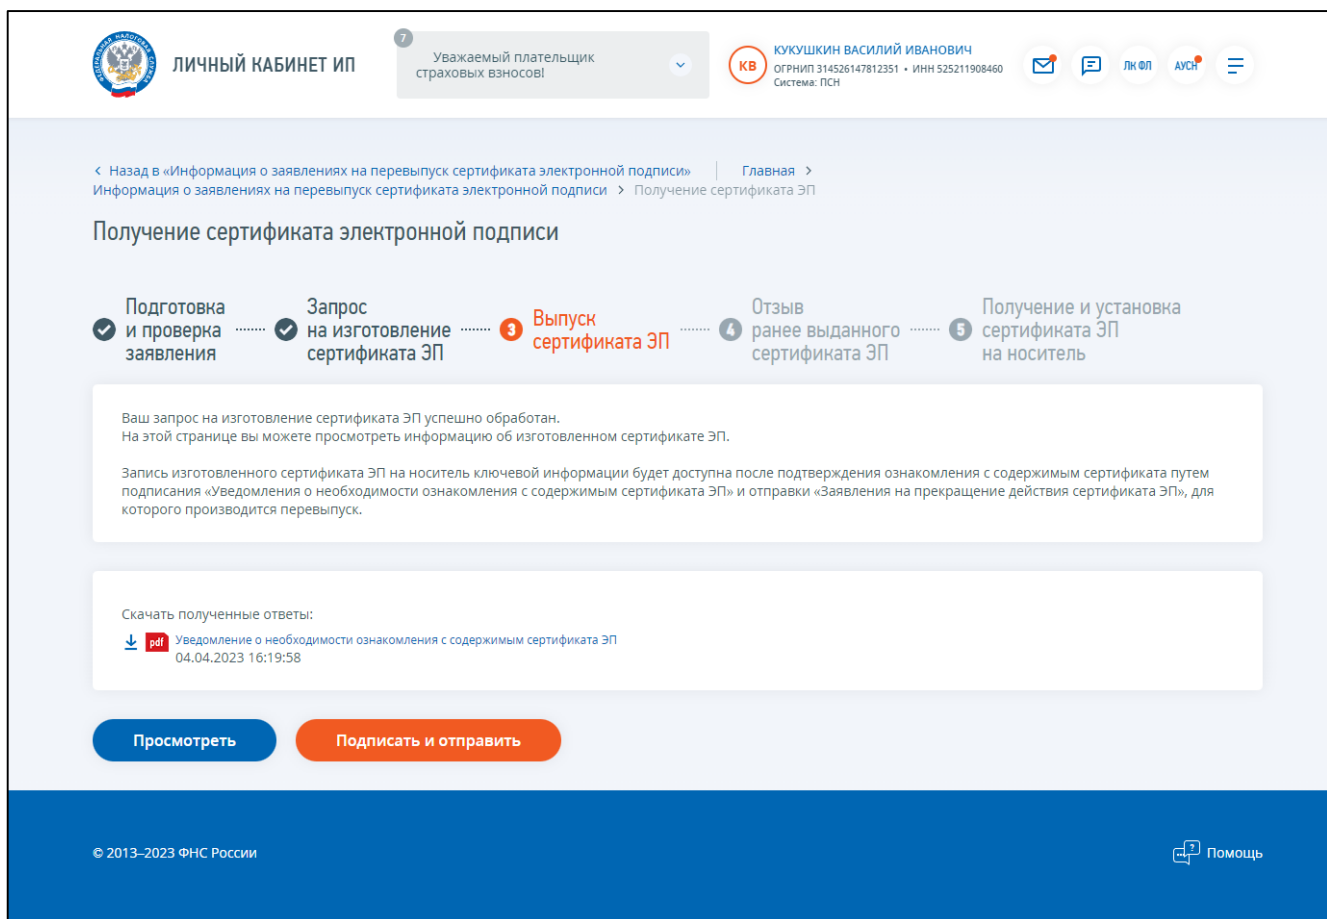 ФЕДЕРАЛЬНАЯ НАЛОГОВАЯ СЛУЖБА
ЛИЧНЫЙ КАБИНЕТ ИП
7
Уважаемый плательщик
страховых взносов!
КВ
КУКУШКИН ВАСИЛИЙ ИВАНОВИЧ
ОГРНИП 314526147812351 • ИНН 525211908460
Система: ПСН
ЛК ФЛ
АУСН
Назад в «Информация о заявлениях на перевыпуск сертификата электронной подписи»
Главная >
Информация о заявлениях на перевыпуск сертификата электронной подписи > Получение сертификата ЭП
Получение сертификата электронной подписи
Подготовка
и проверка
заявления
Запрос
на изготовление
сертификата ЭП
3
Выпуск
сертификата ЭП
4
Отзыв
ранее выданного
сертификата ЭП
5
Получение и установка
сертификата ЭП
на носитель
Ваш запрос на изготовление сертификата ЭП успешно обработан.
На этой странице вы можете просмотреть информацию об изготовленном сертификате ЭП.
Запись изготовленного сертификата ЭП на носитель ключевой информации будет доступна после подтверждения ознакомления с содержимым сертификата путем
подписания «Уведомления о необходимости ознакомления с содержимым сертификата ЭП» и отправки «Заявления на прекращение действия сертификата ЭП», для
которого производится перевыпуск.
Скачать полученные ответы:
pdf Уведомление о необходимости ознакомления с содержимым сертификата ЭП
04.04.2023 16:19:58
Просмотреть
Подписать и отправить
© 2013–2023 ФНС России
Помощь